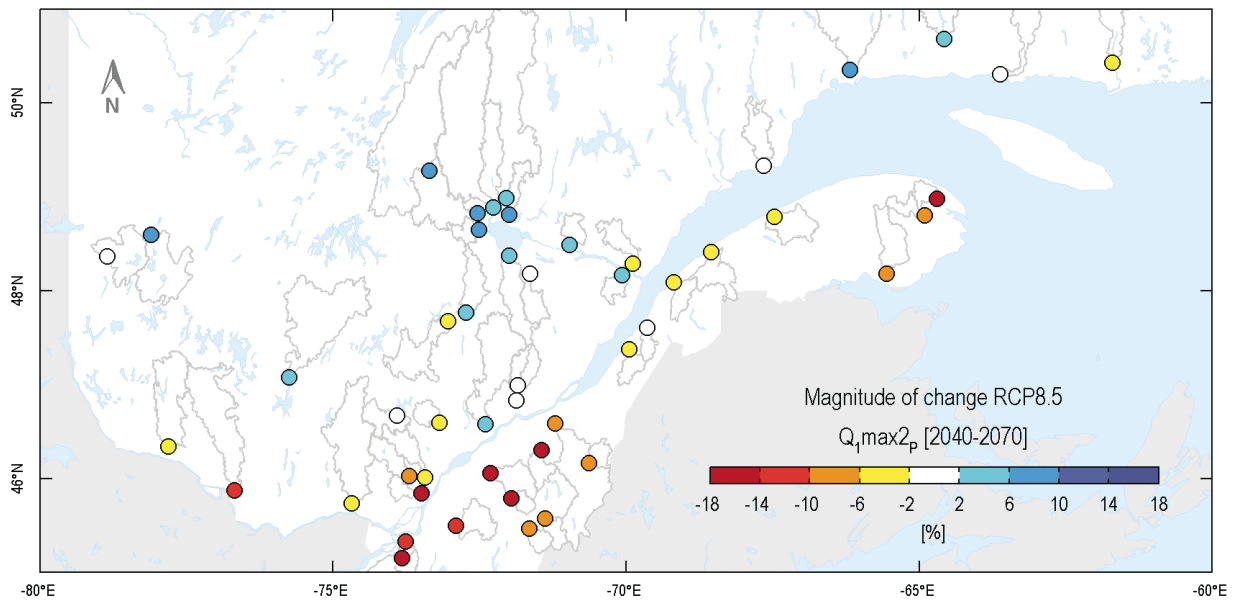 N
50°N
48°N
46°N
Magnitude of change RCP8.5
Q₁max2ₚ [2040-2070]
-18 -14 -10 -6 -2 2 6 10 14 18
[%]
-80°E -75°E -70°E -65°E -60°E